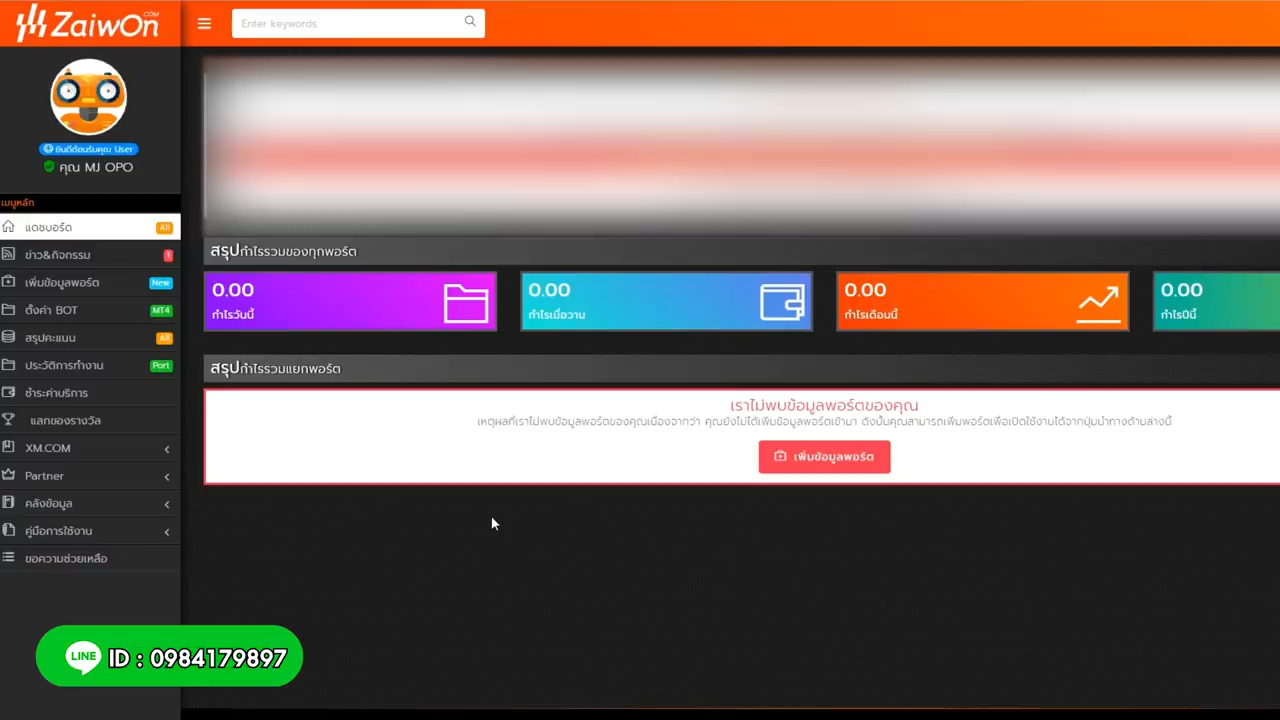 ZaiwOn.COM
Enter keywords
ยินดีต้อนรับคุณ User
คุณ MJ OPO
เมนูหลัก
แดชบอร์ด All
ข่าว&กิจกรรม 1
เพิ่มข้อมูลพอร์ต New
ตั้งค่า BOT MT4
สรุปคะแนน All
ประวัติการทำงาน Port
ชำระค่าบริการ
แลกของรางวัล
XM.COM
Partner
คลังข้อมูล
คู่มือการใช้งาน
ขอความช่วยเหลือ
สรุปกำไรรวมของทุกพอร์ต
0.00
กำไรวันนี้
0.00
กำไรเมื่อวาน
0.00
กำไรเดือนนี้
0.00
กำไรปีนี้
สรุปกำไรรวมแยกพอร์ต
เราไม่พบข้อมูลพอร์ตของคุณ
เหตุผลที่เราไม่พบข้อมูลพอร์ตของคุณเนื่องจากว่า คุณยังไม่ได้เพิ่มข้อมูลพอร์ตเข้ามา ดังนั้นคุณสามารถเพิ่มพอร์ตเพื่อเปิดใช้งานได้จากปุ่มนำทางด้านล่างนี้
เพิ่มข้อมูลพอร์ต
LINE ID : 0984179897